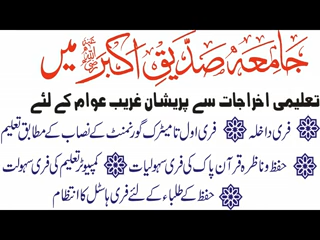 جامعہ صدیق اکبرؓ میں
تعلیمی اخراجات سے پریشان غریب عوام کے لئے
فری داخلہ فری اول تا میٹرک گورنمنٹ کے نصاب کے مطابق تعلیم
حفظ و ناظرہ قرآن پاک کی فری سہولیات کمپیوٹر تعلیم کی فری سہولت
حفظ کے طلباء کے لئے فری ہاسٹل کا انتظام